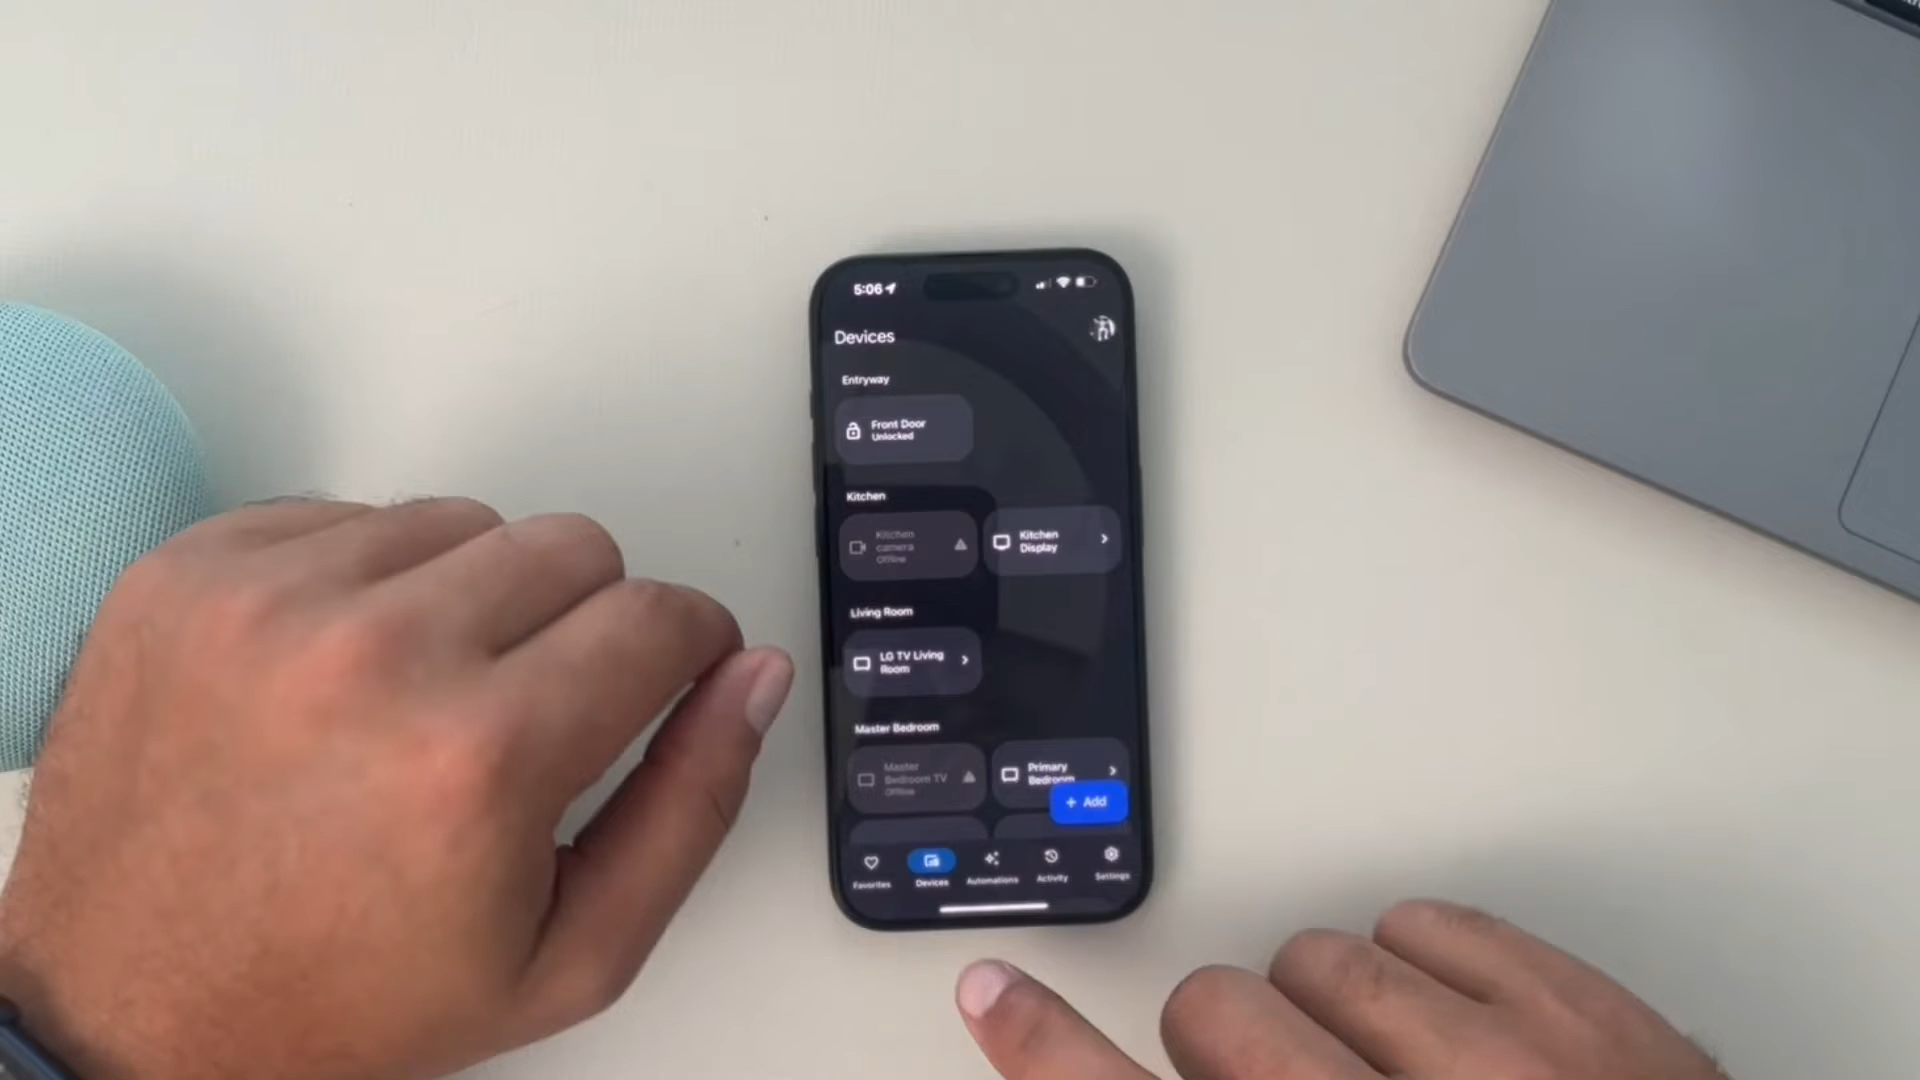 5:06
Devices
Entryway
Front Door
Unlocked
Kitchen
Kitchen
camera
Offline
Kitchen
Display
Living Room
LG TV Living
Room
Master Bedroom
Master
Bedroom TV
Offline
Primary
Bedroom
+ Add
Favorites
Devices
Automations
Activity
Settings